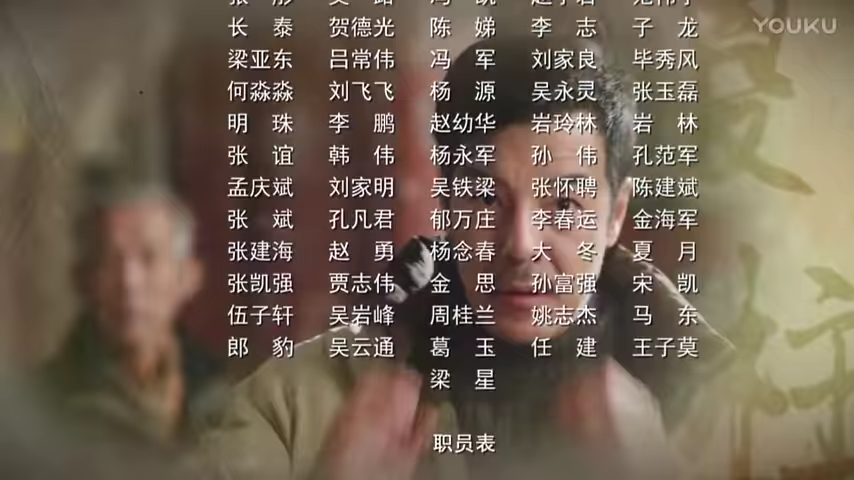 YOUKU
长 泰 贺德光 陈 娣 李 志 子 龙
梁亚东 吕常伟 冯 军 刘家良 毕秀风
何淼淼 刘飞飞 杨 源 吴永灵 张玉磊
明 珠 李 鹏 赵幼华 岩玲林 岩 林
张 谊 韩 伟 杨永军 孙 伟 孔范军
孟庆斌 刘家明 吴铁梁 张怀聘 陈建斌
张 斌 孔凡君 郁万庄 李春运 金海军
张建海 赵 勇 杨念春 大 冬 夏 月
张凯强 贾志伟 金 思 孙富强 宋 凯
伍子轩 吴岩峰 周桂兰 姚志杰 马 东
郎 豹 吴云通 葛 玉 任 建 王子莫
梁 星
职员表